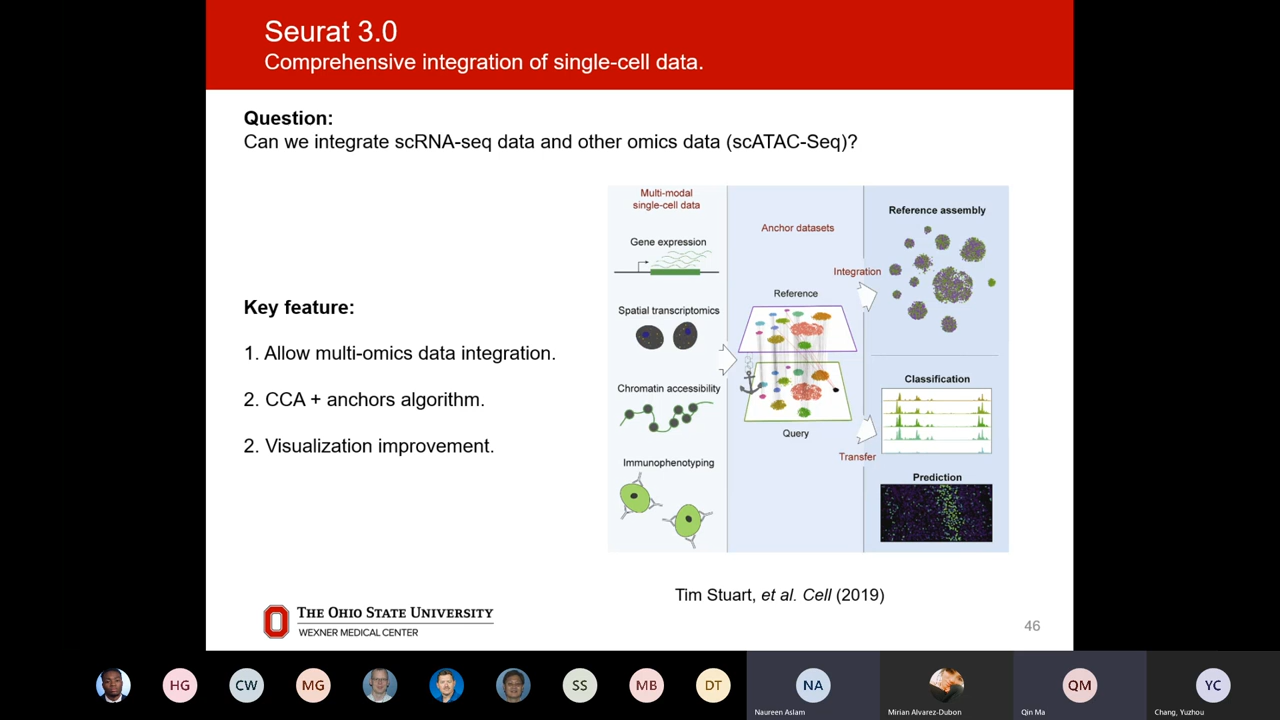 Seurat 3.0
Comprehensive integration of single-cell data.
Question:
Can we integrate scRNA-seq data and other omics data (scATAC-Seq)?
Key feature:
1. Allow multi-omics data integration.
2. CCA + anchors algorithm.
2. Visualization improvement.
Multi-modal
single-cell data
Gene expression
Spatial transcriptomics
Chromatin accessibility
Immunophenotyping
Anchor datasets
Reference
Query
Integration
Transfer
Reference assembly
Classification
Prediction
Tim Stuart, et al. Cell (2019)
THE OHIO STATE UNIVERSITY
WEXNER MEDICAL CENTER
46
HG
CW
MG
SS
MB
DT
NA
QM
YC
Naureen Aslam
Mirian Alvarez-Dubon
Qin Ma
Chang, Yuzhou